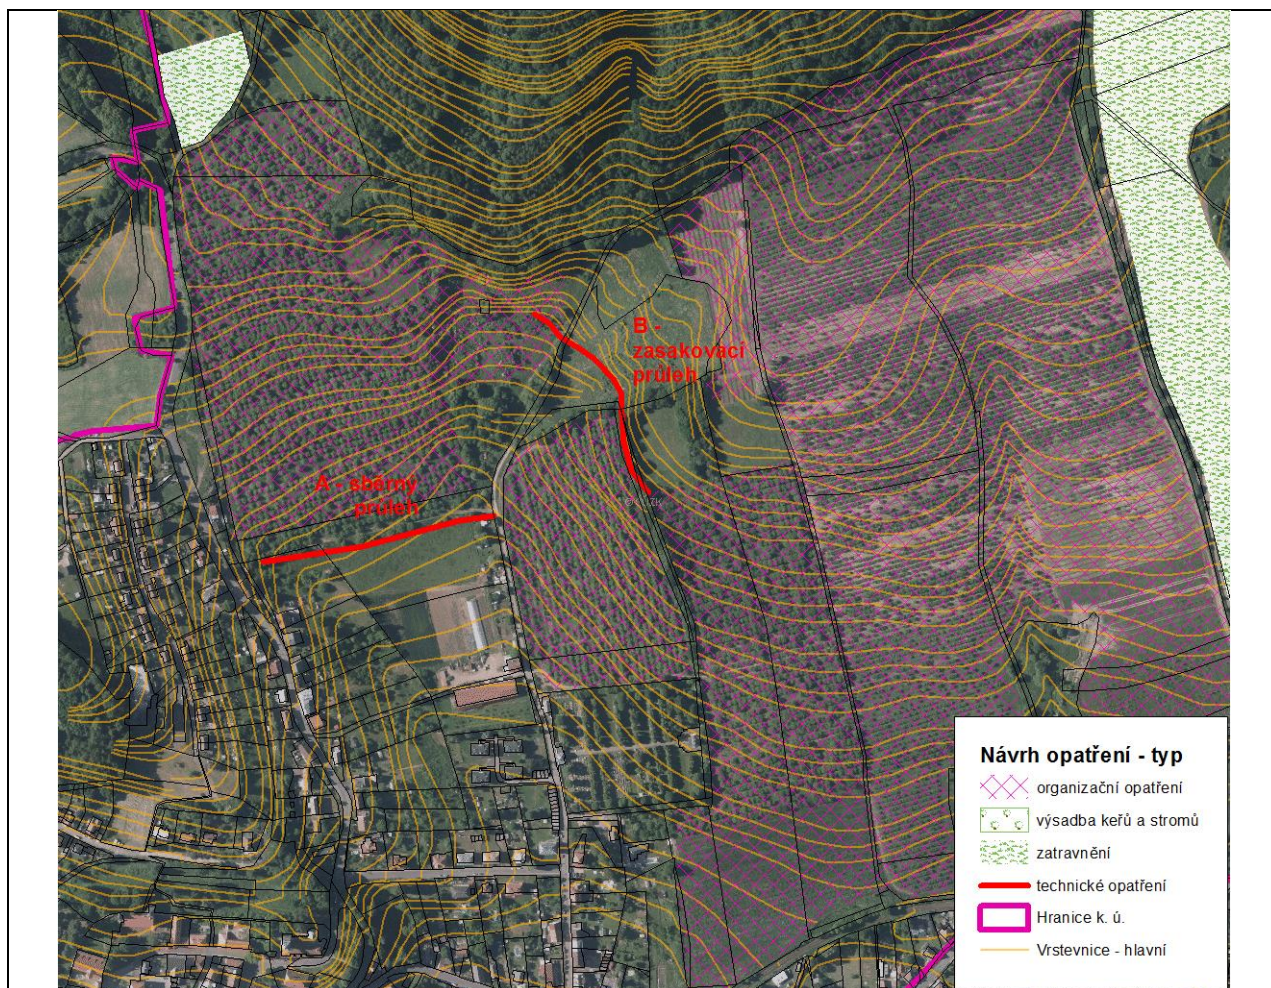 B -
zasakovací
průleh
A - sběrný
průleh
Návrh opatření - typ
organizační opatření
výsadba keřů a stromů
zatravnění
technické opatření
Hranice k. ú.
Vrstevnice - hlavní